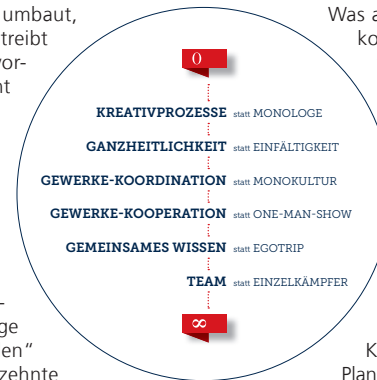 umbaut,
treibt
vor-
nt
Was a
ko
0
KREATIVPROZESSE statt MONOLOGE
GANZHEITLICHKEIT statt EINFÄLTIGKEIT
GEWERKE-KOORDINATION statt MONOKULTUR
GEWERKE-KOOPERATION statt ONE-MAN-SHOW
GEMEINSAMES WISSEN statt EGOTRIP
TEAM statt EINZELKÄMPFER
∞
-
ge
en“
zehnte
K
Plan